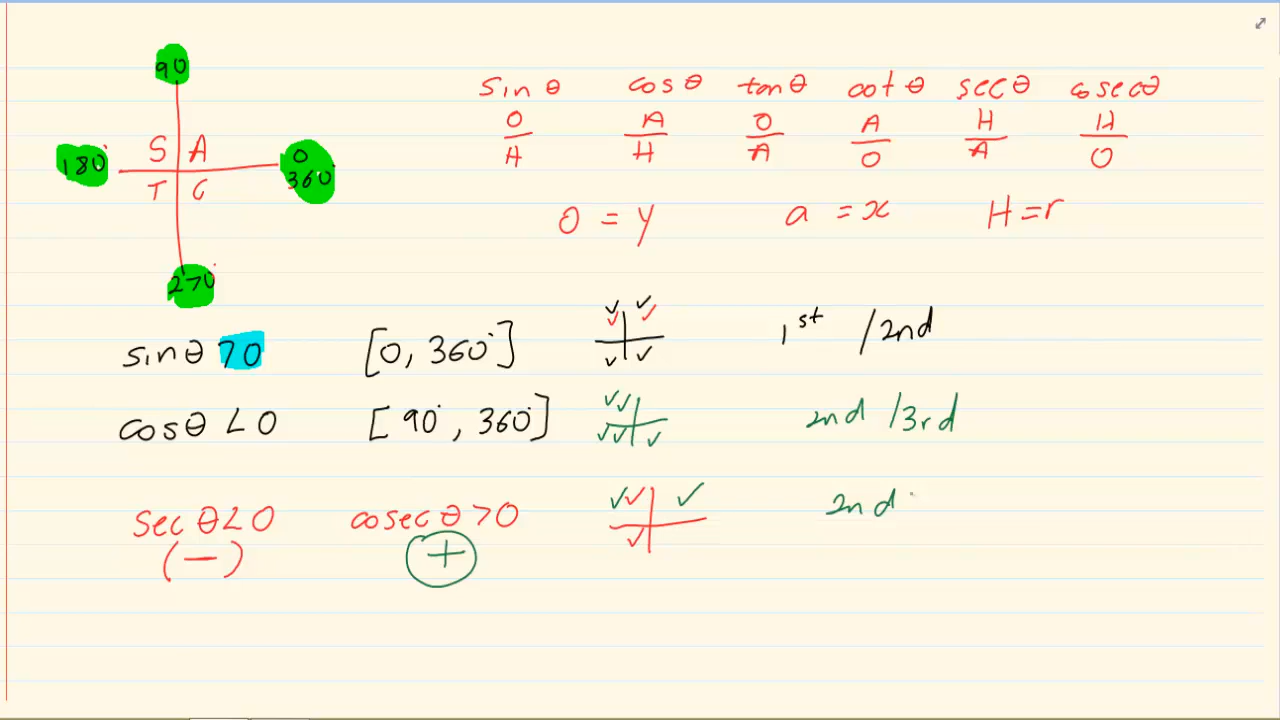 90
sin θ cos θ tan θ cot θ sec θ cosec θ
O/H A/H O/A A/O H/A H/O
S A
180° 0
360°
T C
O = y a = x H = r
270°
sin θ > 0 [0, 360°] 1st / 2nd
cos θ < 0 [90°, 360°] 2nd / 3rd
sec θ < 0 cosec θ > 0 2nd
(−) +